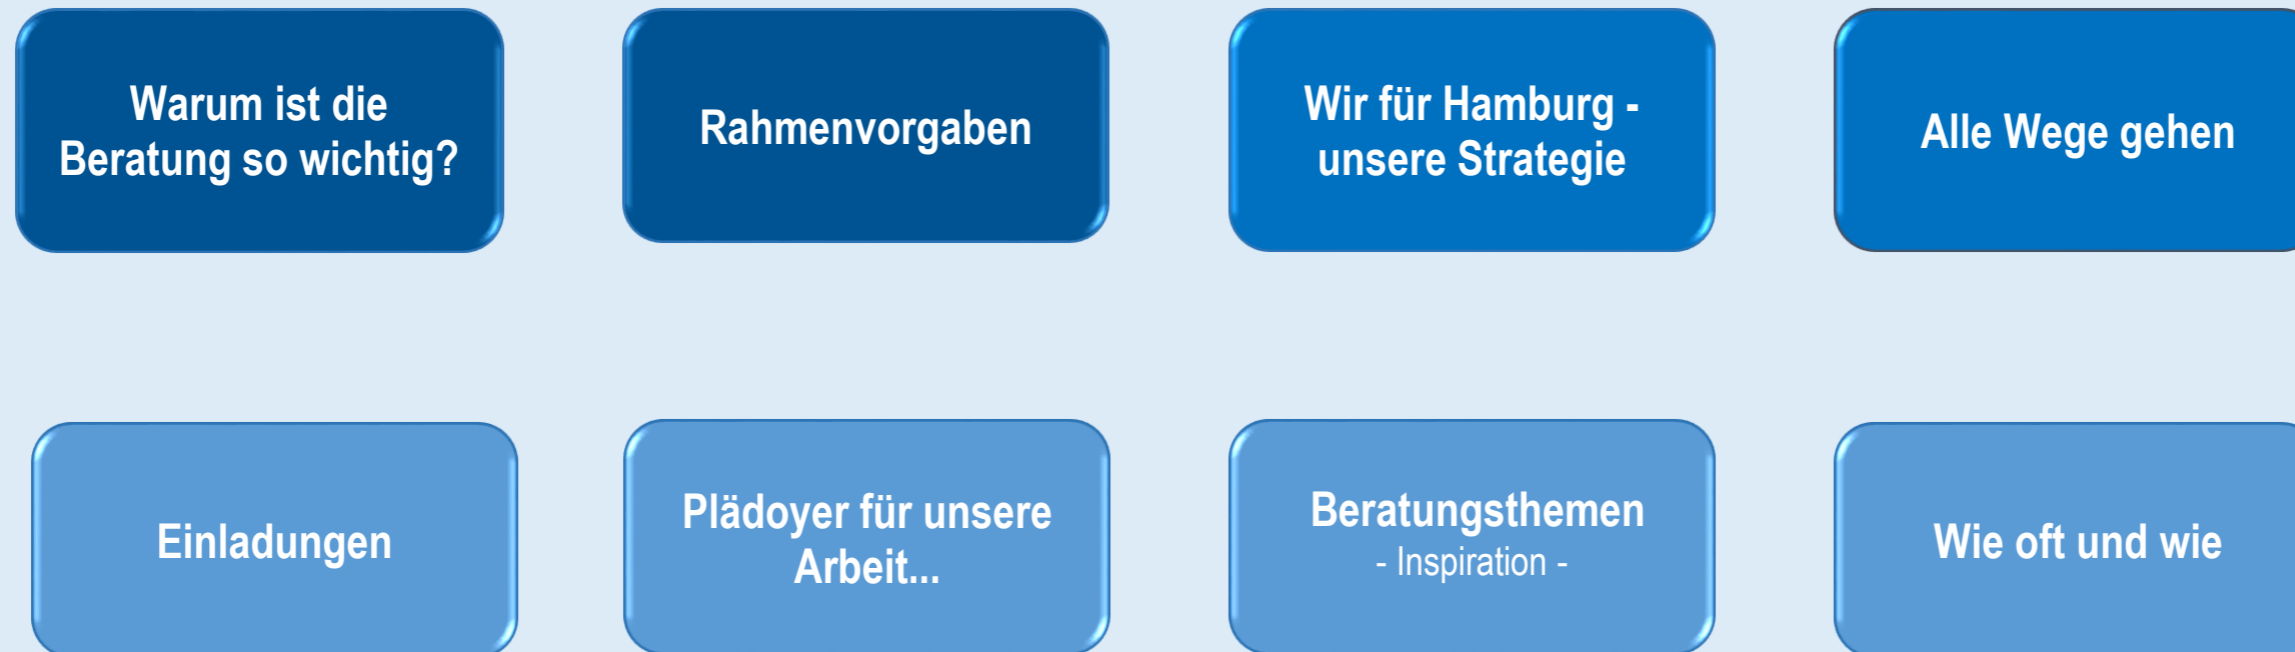 Warum ist die
Beratung so wichtig?
Rahmenvorgaben
Wir für Hamburg -
unsere Strategie
Alle Wege gehen
Einladungen
Plädoyer für unsere
Arbeit...
Beratungsthemen
- Inspiration -
Wie oft und wie